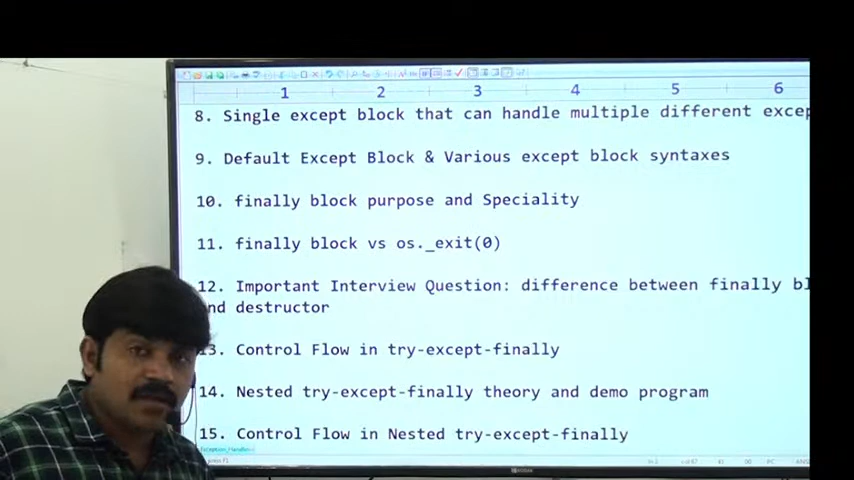 1 2 3 4 5 6
8. Single except block that can handle multiple different excep
9. Default Except Block & Various except block syntaxes
10. finally block purpose and Speciality
11. finally block vs os._exit(0)
12. Important Interview Question: difference between finally bl
nd destructor
13. Control Flow in try-except-finally
14. Nested try-except-finally theory and demo program
15. Control Flow in Nested try-except-finally